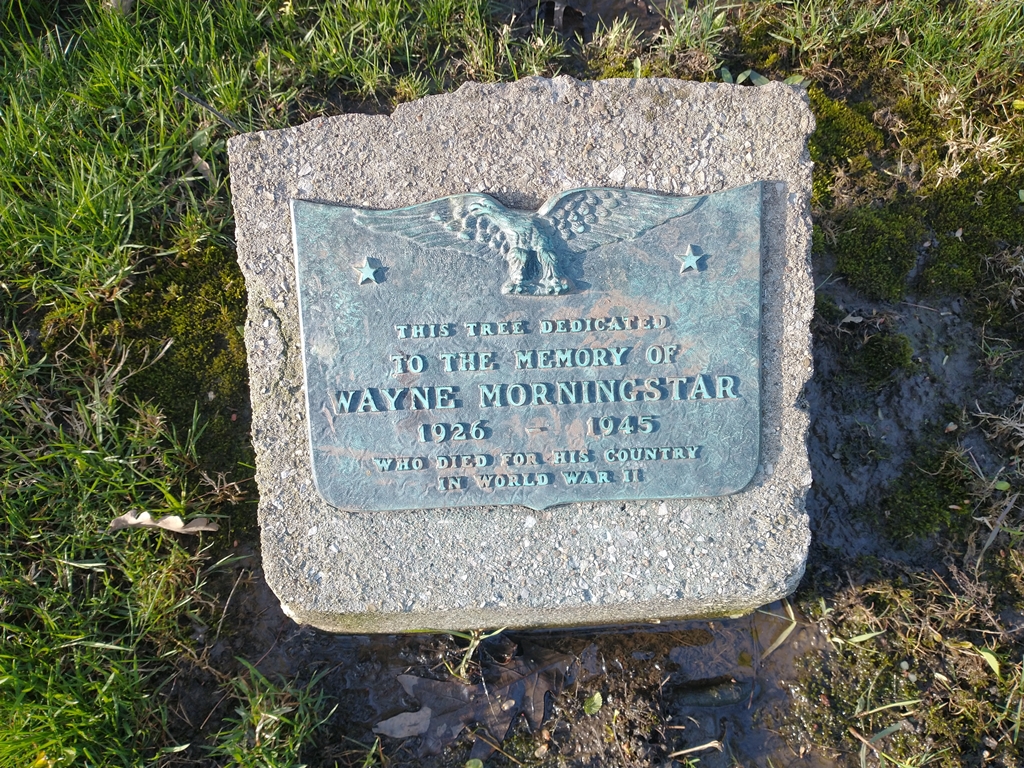 THIS TREE DEDICATED
TO THE MEMORY OF
WAYNE MORNINGSTAR
1926 - 1945
WHO DIED FOR HIS COUNTRY
IN WORLD WAR II